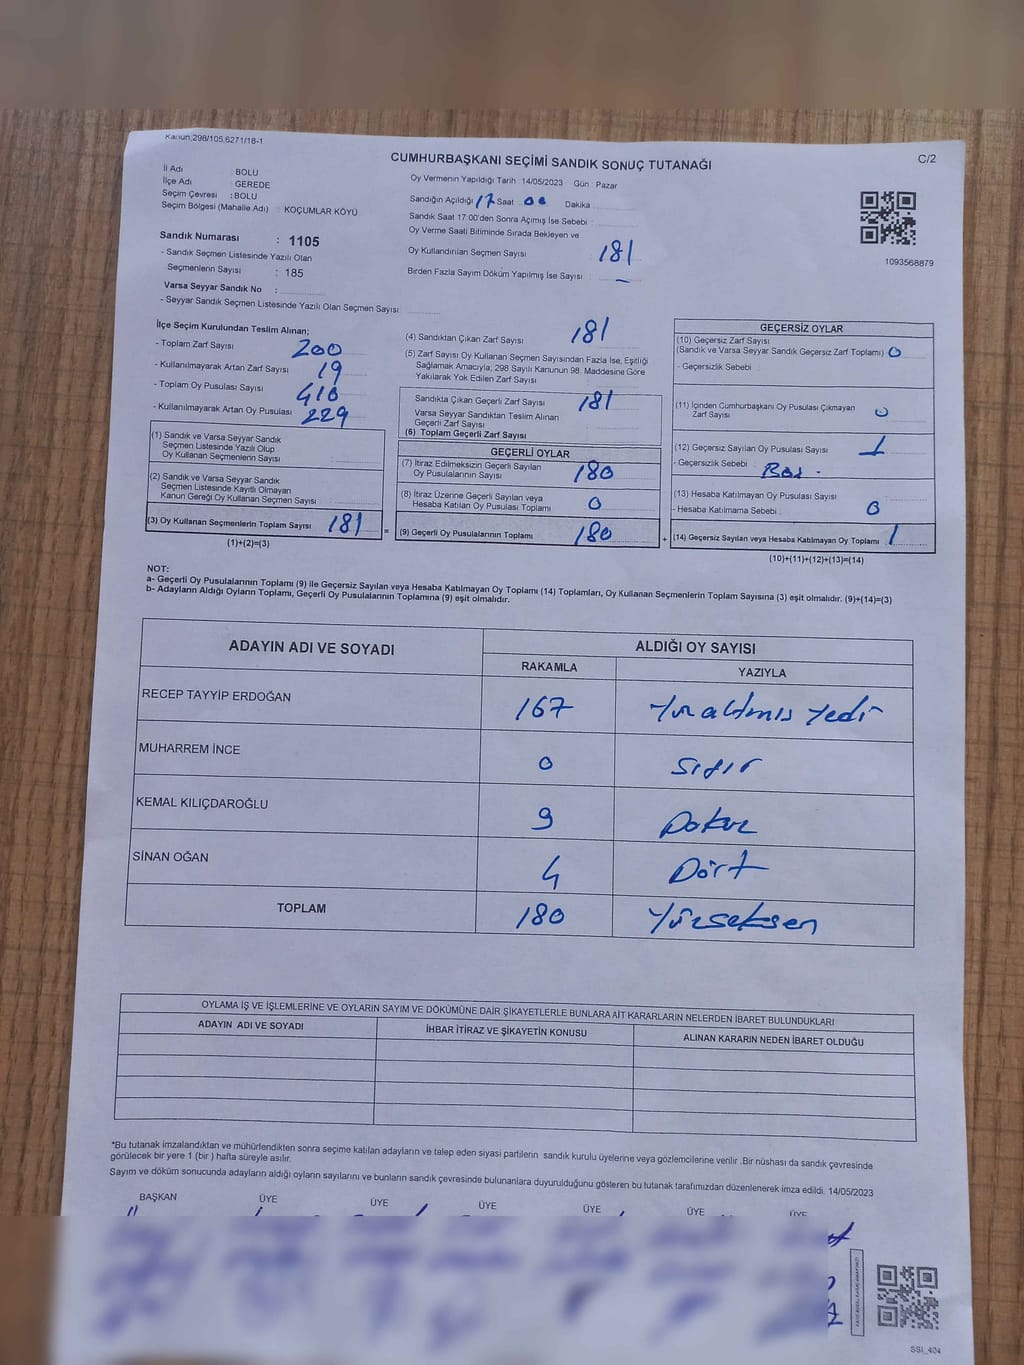 Kanun;298/105,6271/18-1
C/2
CUMHURBAŞKANI SEÇİMİ SANDIK SONUÇ TUTANAĞI
İl Adı : BOLU
İlçe Adı : GEREDE
Seçim Çevresi : BOLU
Seçim Bölgesi (Mahalle Adı) : KOÇUMLAR KÖYÜ
Sandık Numarası : 1105
- Sandık Seçmen Listesinde Yazılı Olan
Seçmenlerin Sayısı : 185
Varsa Seyyar Sandık No :
- Seyyar Sandık Seçmen Listesinde Yazılı Olan Seçmen Sayısı :
Oy Vermenin Yapıldığı Tarih : 14/05/2023 Gün : Pazar
Sandığın Açıldığı 17 Saat 00 Dakika
Sandık Saat 17:00'den Sonra Açımış İse Sebebi :
Oy Verme Saati Bitiminde Sırada Bekleyen ve
Oy Kullandırılan Seçmen Sayısı 181
Birden Fazla Sayım Döküm Yapılmış İse Sayısı : —
1093568879
İlçe Seçim Kurulundan Teslim Alınan;
- Toplam Zarf Sayısı 200
- Kullanılmayarak Artan Zarf Sayısı : 19
- Toplam Oy Pusulası Sayısı 410
- Kullanılmayarak Artan Oy Pusulası : 229
(1) Sandık ve Varsa Seyyar Sandık
Seçmen Listesinde Yazılı Olup
Oy Kullanan Seçmenlerin Sayısı :
(2) Sandık ve Varsa Seyyar Sandık
Seçmen Listesinde Kayıtlı Olmayan
Kanun Gereği Oy Kullanan Seçmen Sayısı :
(3) Oy Kullanan Seçmenlerin Toplam Sayısı 181
(1)+(2)=(3)
=
(4) Sandıktan Çıkan Zarf Sayısı : 181
(5) Zarf Sayısı Oy Kullanan Seçmen Sayısından Fazla İse, Eşitliği
Sağlamak Amacıyla; 298 Sayılı Kanunun 98. Maddesine Göre
Yakılarak Yok Edilen Zarf Sayısı :
Sandıkta Çıkan Geçerli Zarf Sayısı : 181
Varsa Seyyar Sandıktan Teslim Alınan
Geçerli Zarf Sayısı :
(6) Toplam Geçerli Zarf Sayısı
GEÇERLİ OYLAR
(7) İtiraz Edilmeksizin Geçerli Sayılan
Oy Pusulalarının Sayısı : 180
(8) İtiraz Üzerine Geçerli Sayılan veya
Hesaba Katılan Oy Pusulası Toplamı : 0
(9) Geçerli Oy Pusulalarının Toplamı : 180
+
GEÇERSİZ OYLAR
(10) Geçersiz Zarf Sayısı
(Sandık ve Varsa Seyyar Sandık Geçersiz Zarf Toplamı) : 0
- Geçersizlik Sebebi :
(11) İçinden Cumhurbaşkanı Oy Pusulası Çıkmayan
Zarf Sayısı : 0
(12) Geçersiz Sayılan Oy Pusulası Sayısı : 1
- Geçersizlik Sebebi : Boş .
(13) Hesaba Katılmayan Oy Pusulası Sayısı :
- Hesaba Katılmama Sebebi : 0
(14) Geçersiz Sayılan veya Hesaba Katılmayan Oy Toplamı : 1
(10)+(11)+(12)+(13)=(14)
NOT:
a- Geçerli Oy Pusulalarının Toplamı (9) ile Geçersiz Sayılan veya Hesaba Katılmayan Oy Toplamı (14) Toplamları, Oy Kullanan Seçmenlerin Toplam Sayısına (3) eşit olmalıdır. (9)+(14)=(3)
b- Adayların Aldığı Oyların Toplamı, Geçerli Oy Pusulalarının Toplamına (9) eşit olmalıdır.
ADAYIN ADI VE SOYADI ALDIĞI OY SAYISI
RAKAMLA YAZIYLA
RECEP TAYYİP ERDOĞAN 167 Yüzaltmış Yedi
MUHARREM İNCE 0 Sıfır
KEMAL KILIÇDAROĞLU 9 Dokuz
SİNAN OĞAN 4 Dört
TOPLAM 180 Yüzseksen
OYLAMA İŞ VE İŞLEMLERİNE VE OYLARIN SAYIM VE DÖKÜMÜNE DAİR ŞİKAYETLERLE BUNLARA AİT KARARLARIN NELERDEN İBARET BULUNDUKLARI
ADAYIN ADI VE SOYADI İHBAR İTİRAZ VE ŞİKAYETİN KONUSU ALINAN KARARIN NEDEN İBARET OLDUĞU
*Bu tutanak imzalandıktan ve mühürlendikten sonra seçime katılan adayların ve talep eden siyasi partilerin sandık kurulu üyelerine veya gözlemcilerine verilir .Bir nüshası da sandık çevresinde
görülecek bir yere 1 (bir ) hafta süreyle asılır.
Sayım ve döküm sonucunda adayların aldığı oyların sayılarını ve bunların sandık çevresinde bulunanlara duyurulduğunu gösteren bu tutanak tarafımızdan düzenlenerek imza edildi. 14/05/2023
BAŞKAN ÜYE ÜYE ÜYE ÜYE ÜYE ÜYE
SSI_404